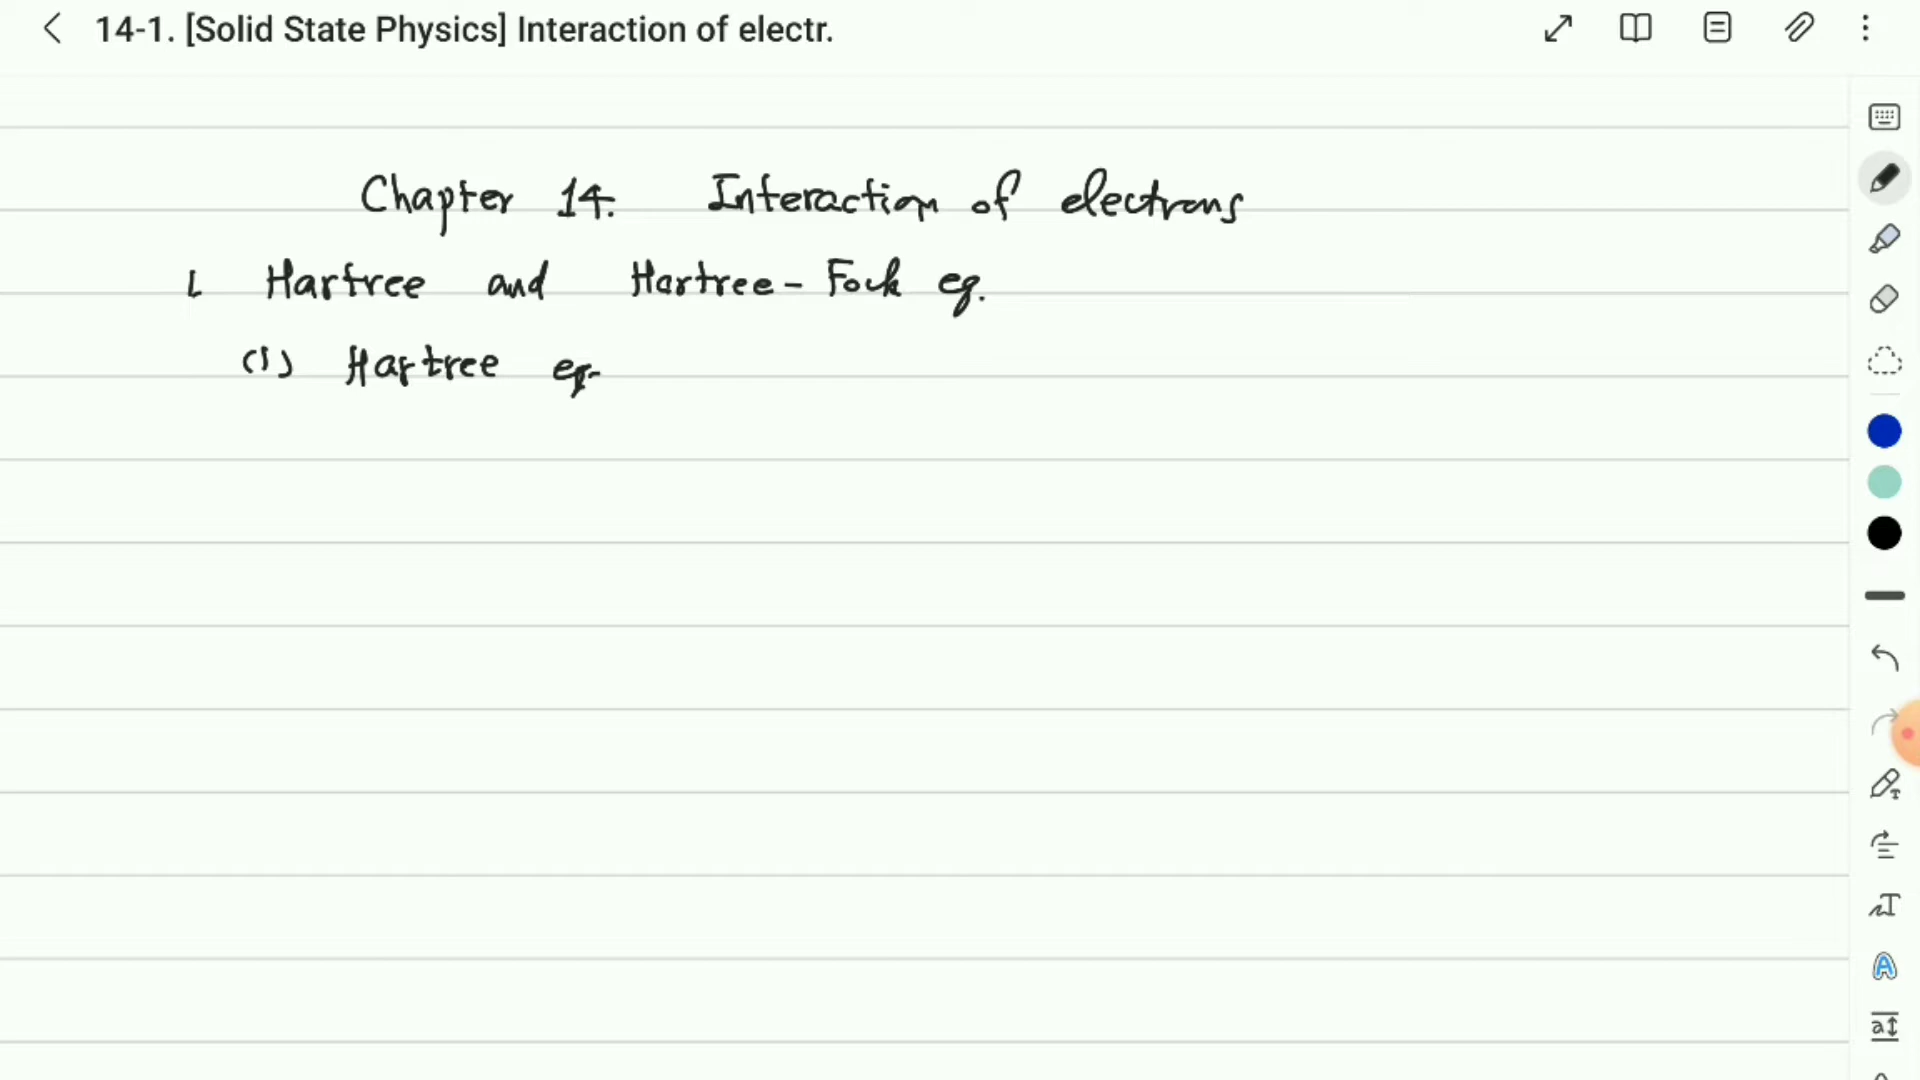 14-1. [Solid State Physics] Interaction of electr.
Chapter 14. Interaction of electrons
1. Hartree and Hartree-Fock eq.
(1) Hartree eq.